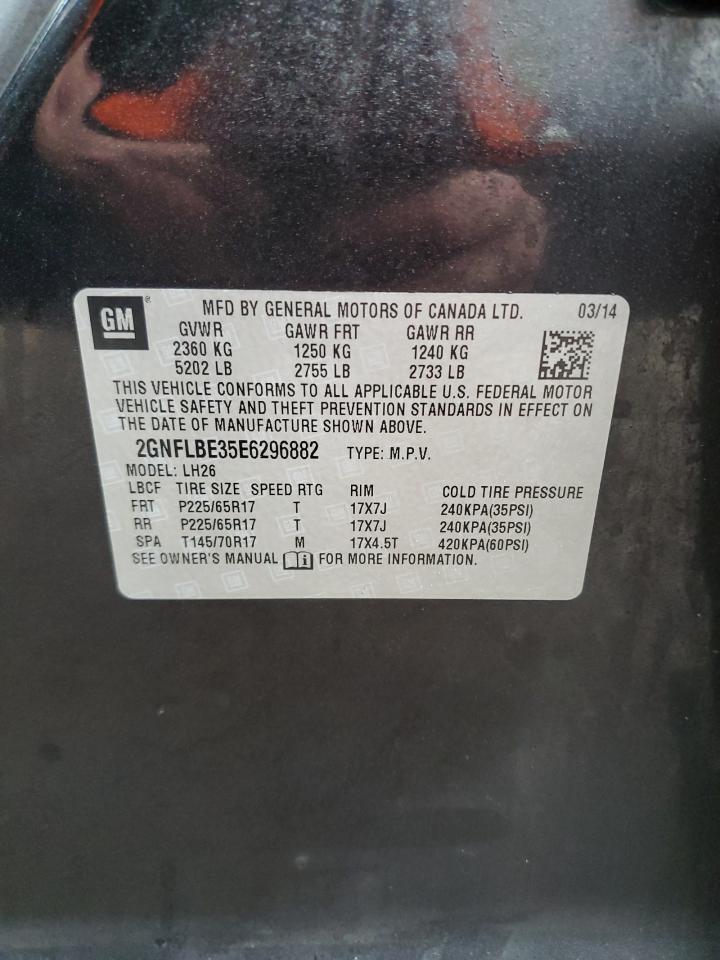 GM ® MFD BY GENERAL MOTORS OF CANADA LTD. 03/14
GVWR GAWR FRT GAWR RR
2360 KG 1250 KG 1240 KG
5202 LB 2755 LB 2733 LB
THIS VEHICLE CONFORMS TO ALL APPLICABLE U.S. FEDERAL MOTOR
VEHICLE SAFETY AND THEFT PREVENTION STANDARDS IN EFFECT ON
THE DATE OF MANUFACTURE SHOWN ABOVE.
2GNFLBE35E6296882 TYPE: M.P.V.
MODEL: LH26
LBCF TIRE SIZE SPEED RTG RIM COLD TIRE PRESSURE
FRT P225/65R17 T 17X7J 240KPA(35PSI)
RR P225/65R17 T 17X7J 240KPA(35PSI)
SPA T145/70R17 M 17X4.5T 420KPA(60PSI)
SEE OWNER'S MANUAL i FOR MORE INFORMATION.